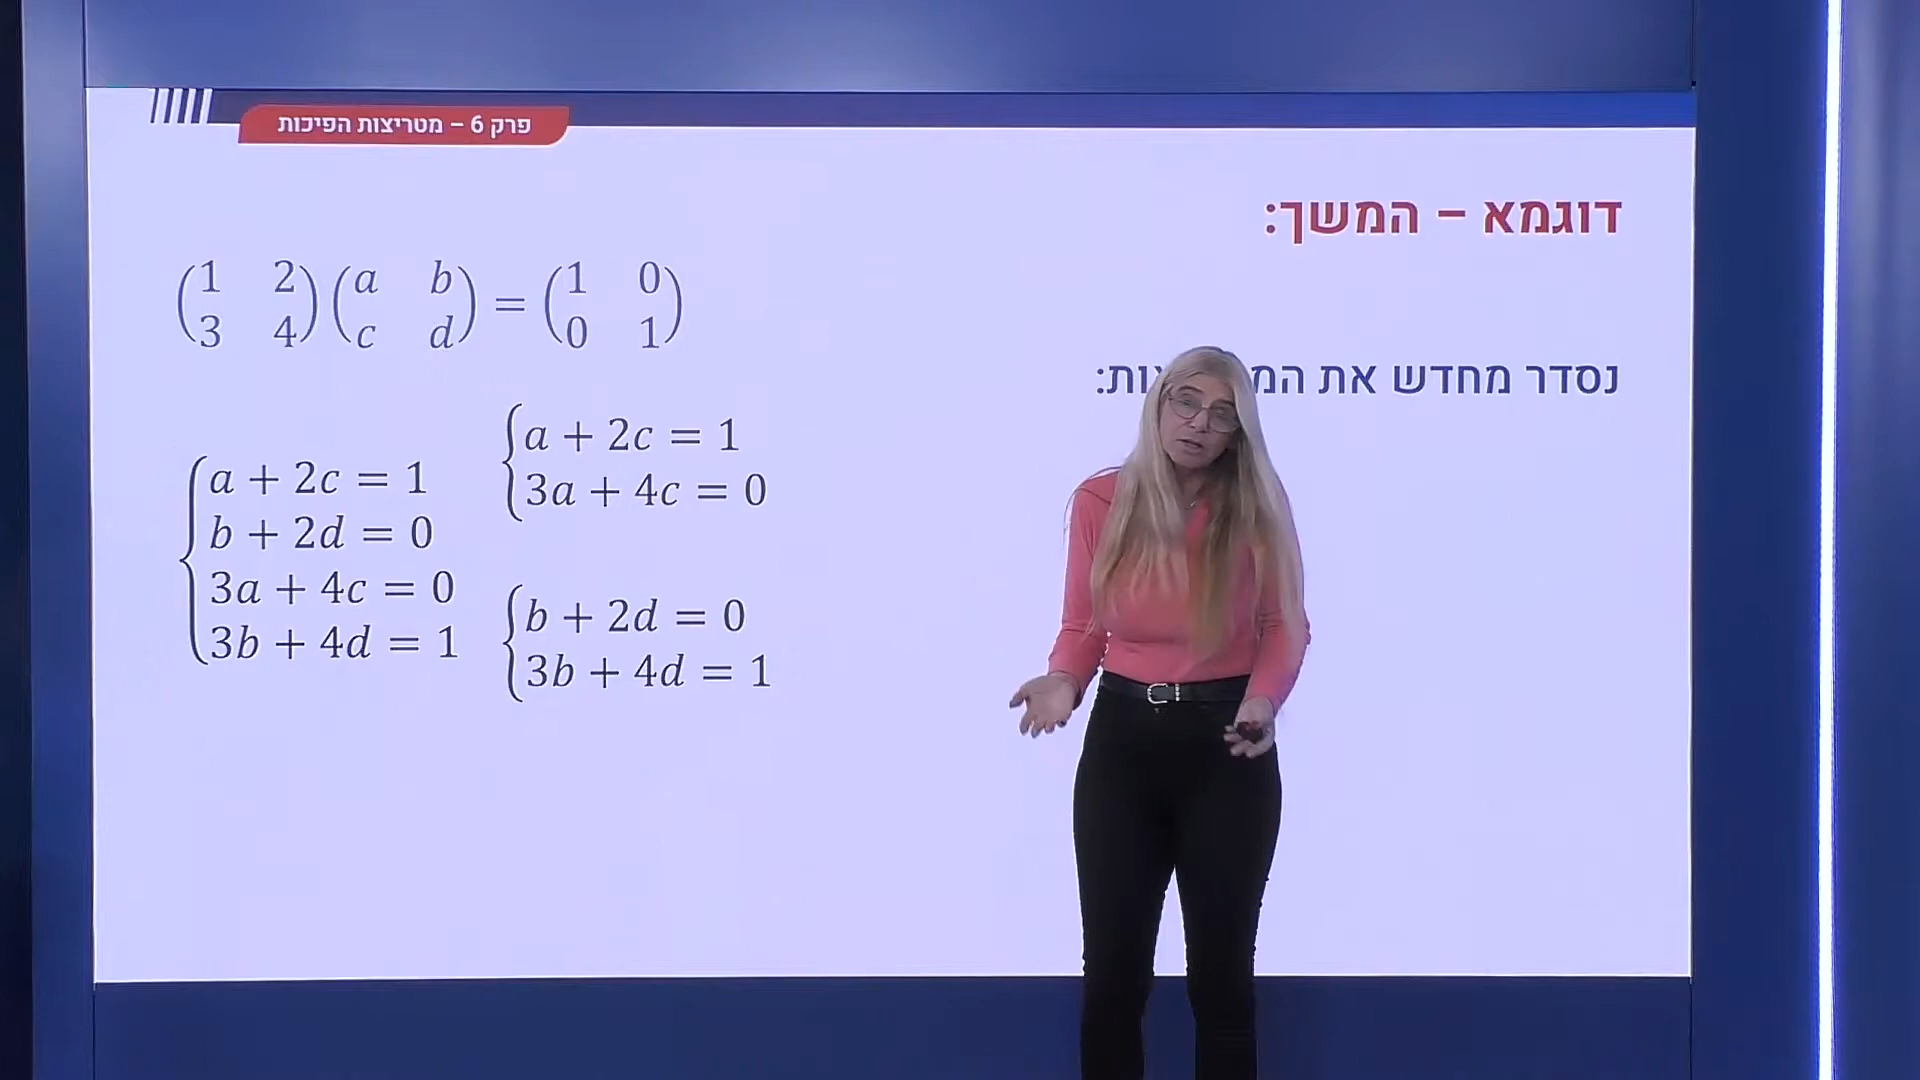 פרק 6 – מטריצות הפיכות
דוגמא – המשך:
(1 2
3 4)(a b
c d) = (1 0
0 1)
נסדר מחדש את
a + 2c = 1
b + 2d = 0
3a + 4c = 0
3b + 4d = 1
a + 2c = 1
3a + 4c = 0
b + 2d = 0
3b + 4d = 1